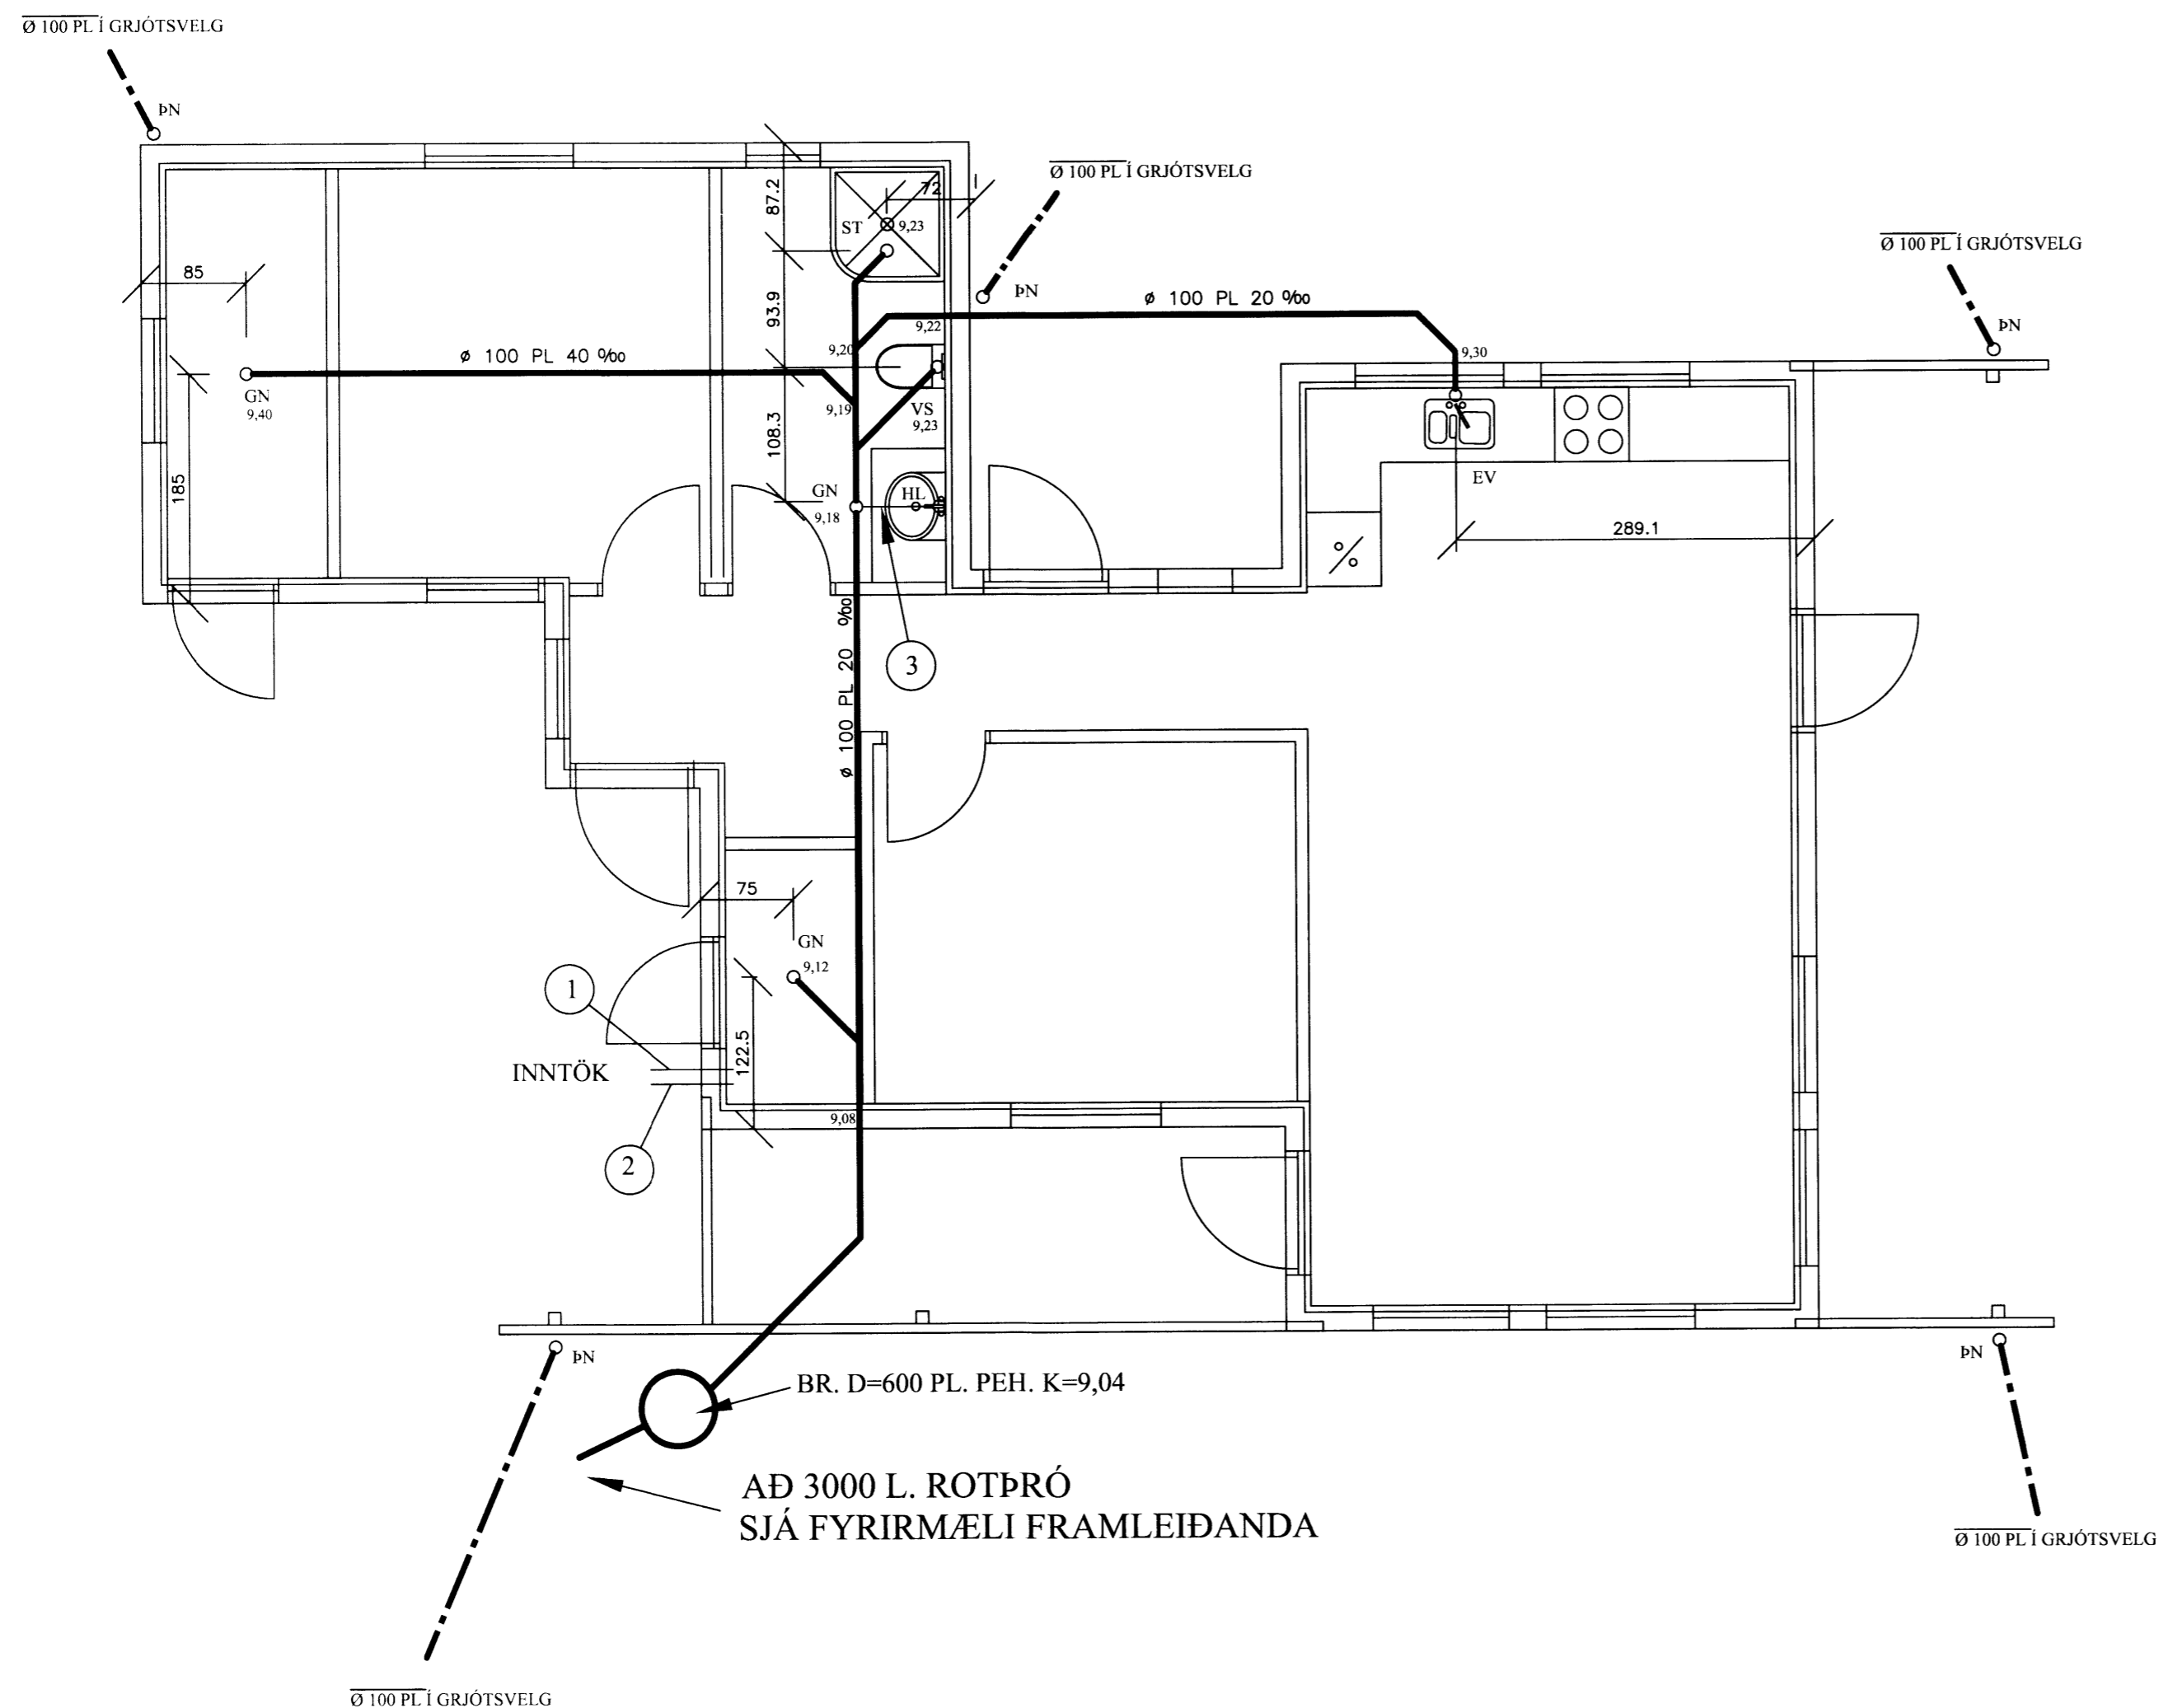 Ø 100 PL Í GRJÓTSVELG
ÞN
Ø 100 PL Í GRJÓTSVELG
ÞN
Ø 100 PL Í GRJÓTSVELG
ÞN
87.2
72
ST
9,23
85
93.9
ø 100 PL 20 ‰
9,22
9,20
9,30
ø 100 PL 40 ‰
GN
9,40
9,19
VS
9,23
108.3
185
GN
9,18
HL
EV
289.1
3
ø 100 PL 20 ‰
75
GN
9,12
1
122.5
INNTÖK
2
9,08
ÞN
ÞN
BR. D=600 PL. PEH. K=9,04
AÐ 3000 L. ROTÞRÓ
SJÁ FYRIRMÆLI FRAMLEIÐANDA
Ø 100 PL Í GRJÓTSVELG
Ø 100 PL Í GRJÓTSVELG